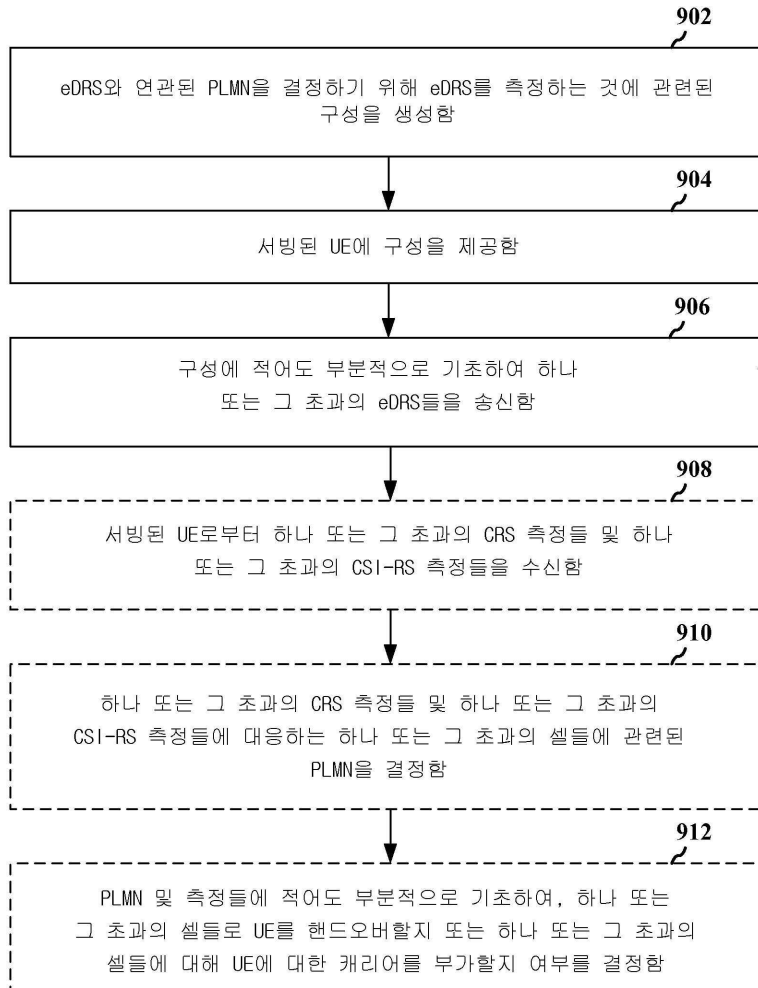 902
eDRS와 연관된 PLMN을 결정하기 위해 eDRS를 측정하는 것에 관련된
구성을 생성함
904
서빙된 UE에 구성을 제공함
906
구성에 적어도 부분적으로 기초하여 하나
또는 그 초과의 eDRS들을 송신함
908
서빙된 UE로부터 하나 또는 그 초과의 CRS 측정들 및 하나
또는 그 초과의 CSI-RS 측정들을 수신함
910
하나 또는 그 초과의 CRS 측정들 및 하나 또는 그 초과의
CSI-RS 측정들에 대응하는 하나 또는 그 초과의 셀들에 관련된
PLMN을 결정함
912
PLMN 및 측정들에 적어도 부분적으로 기초하여, 하나 또는
그 초과의 셀들로 UE를 핸드오버할지 또는 하나 또는 그 초과의
셀들에 대해 UE에 대한 캐리어를 부가할지 여부를 결정함